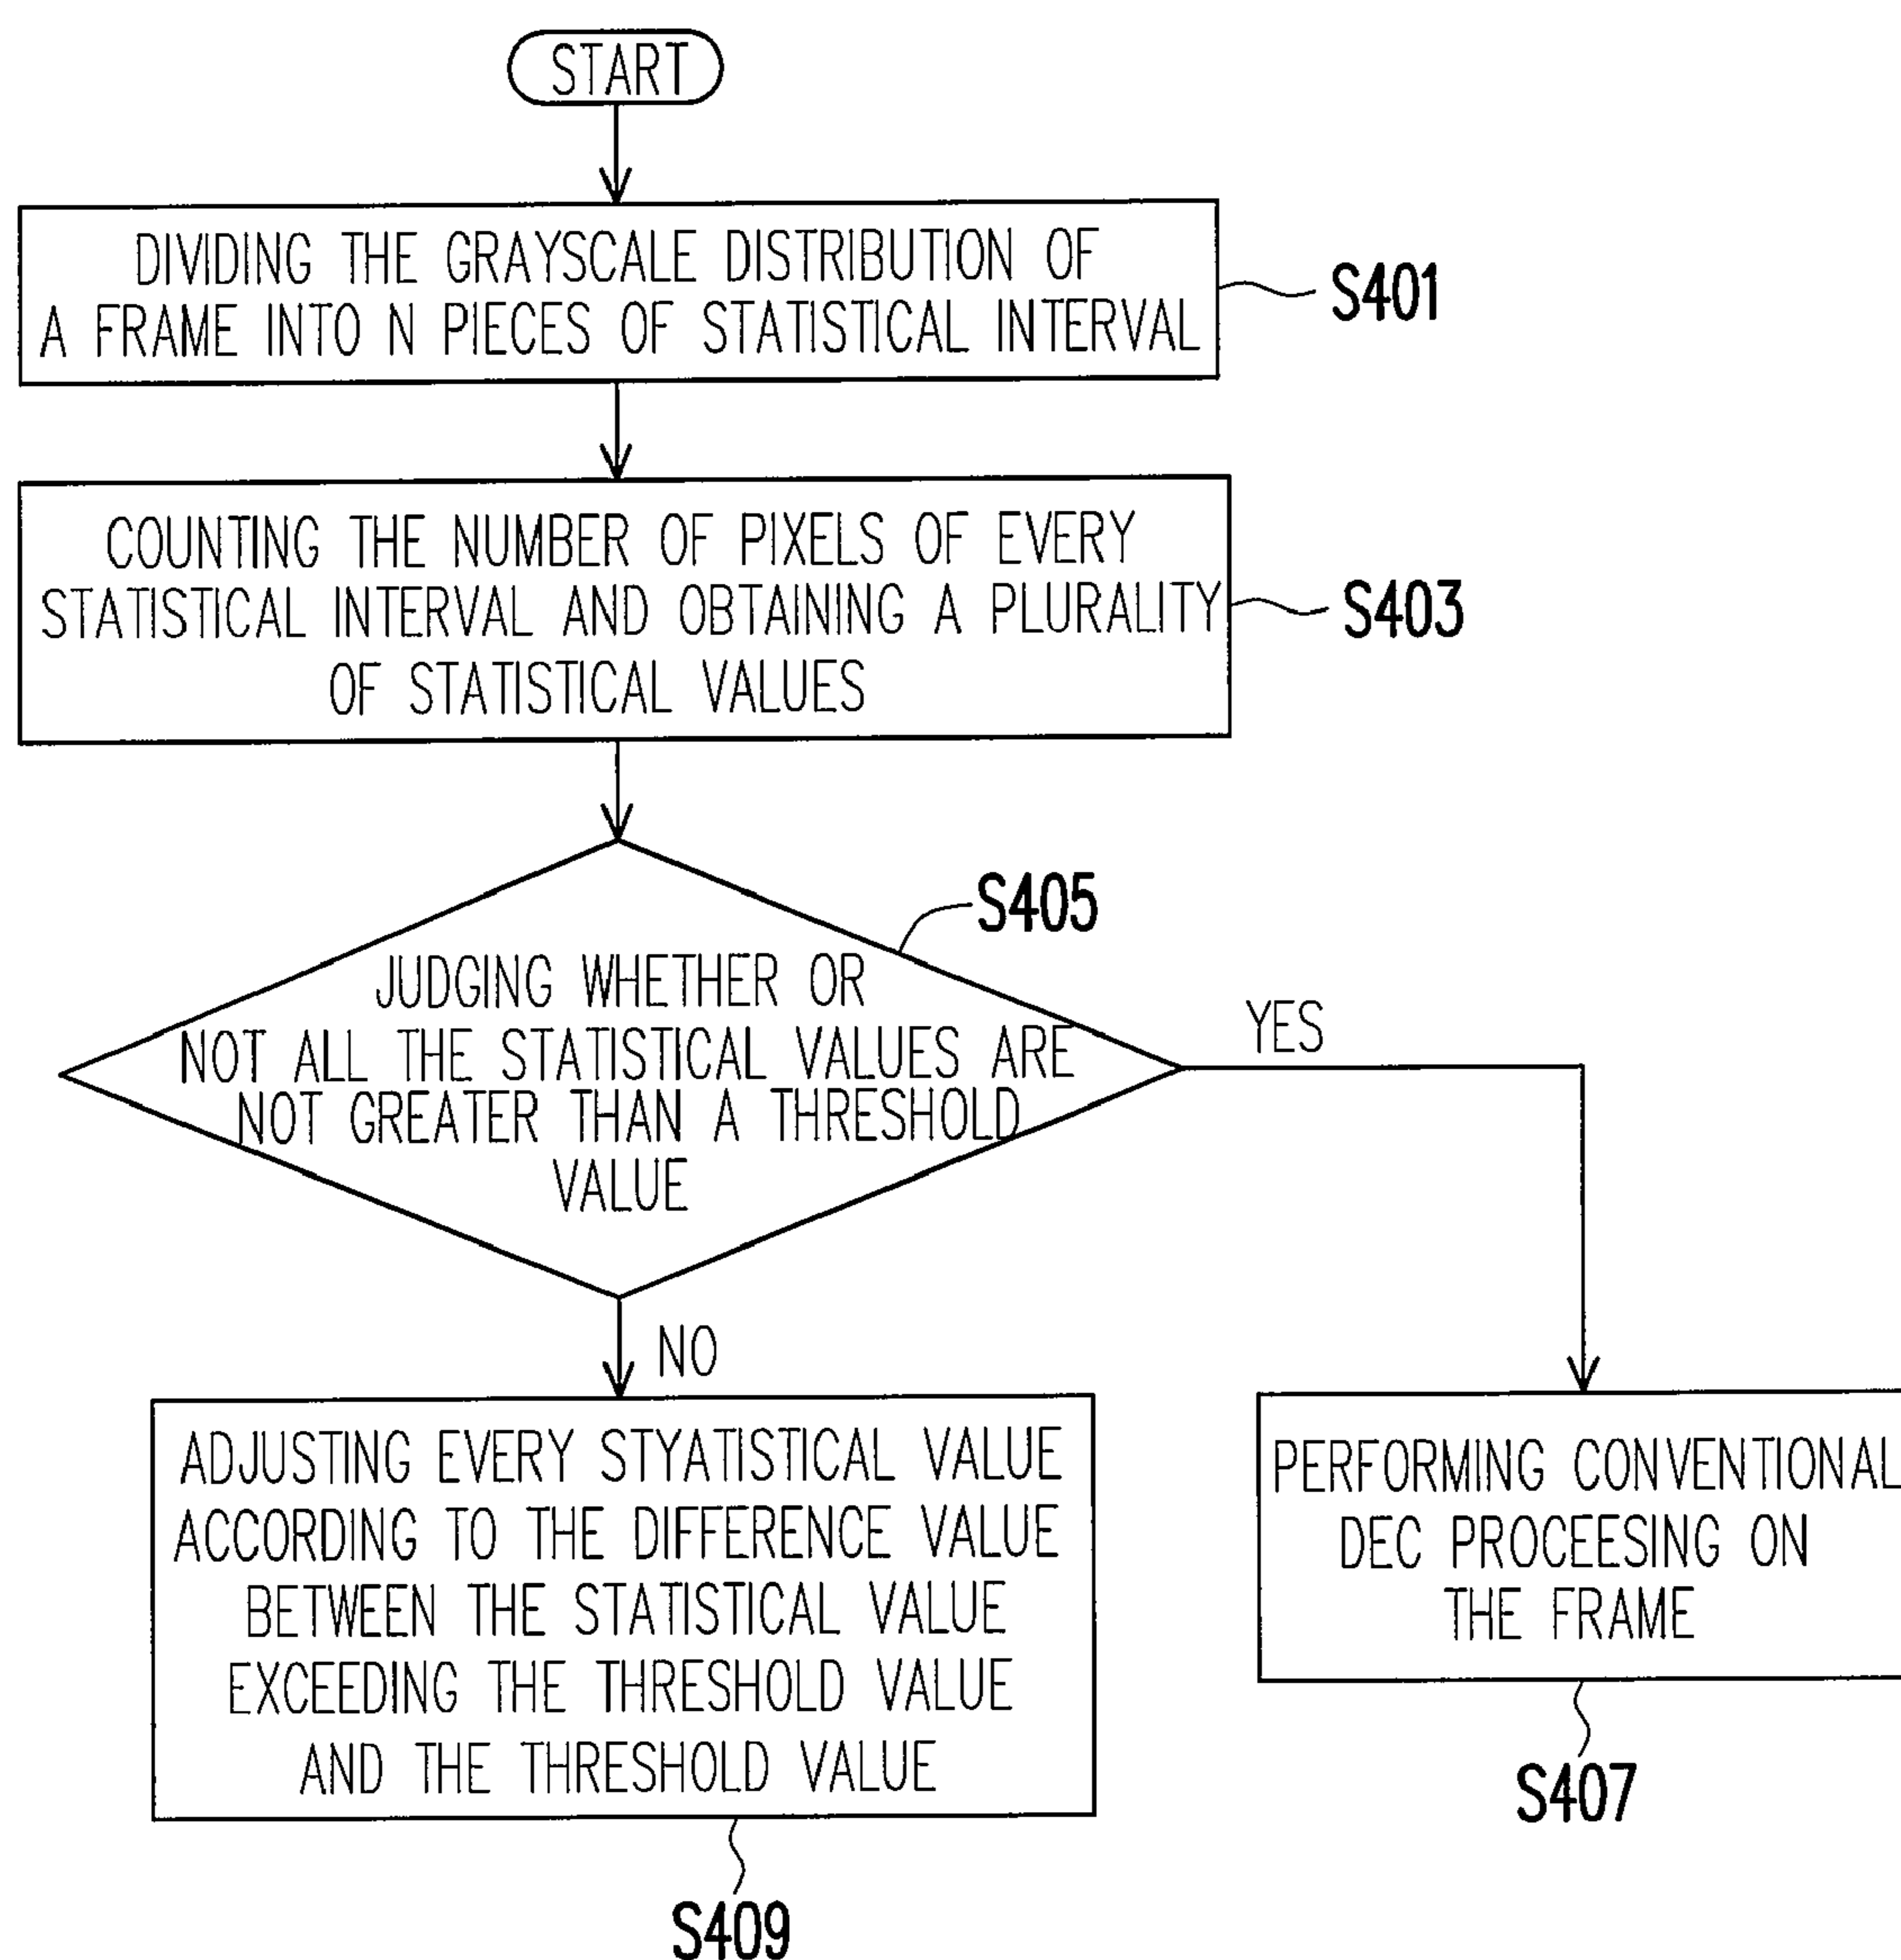 START
DIVIDING THE GRAYSCALE DISTRIBUTION OF
A FRAME INTO N PIECES OF STATISTICAL INTERVAL
S401
COUNTING THE NUMBER OF PIXELS OF EVERY
STATISTICAL INTERVAL AND OBTAINING A PLURALITY
OF STATISTICAL VALUES
S403
S405
JUDGING WHETHER OR
NOT ALL THE STATISTICAL VALUES ARE
NOT GREATER THAN A THRESHOLD
VALUE
YES
NO
ADJUSTING EVERY STYATISTICAL VALUE
ACCORDING TO THE DIFFERENCE VALUE
BETWEEN THE STATISTICAL VALUE
EXCEEDING THE THRESHOLD VALUE
AND THE THRESHOLD VALUE
S409
PERFORMING CONVENTIONAL
DEC PROCEESING ON
THE FRAME
S407